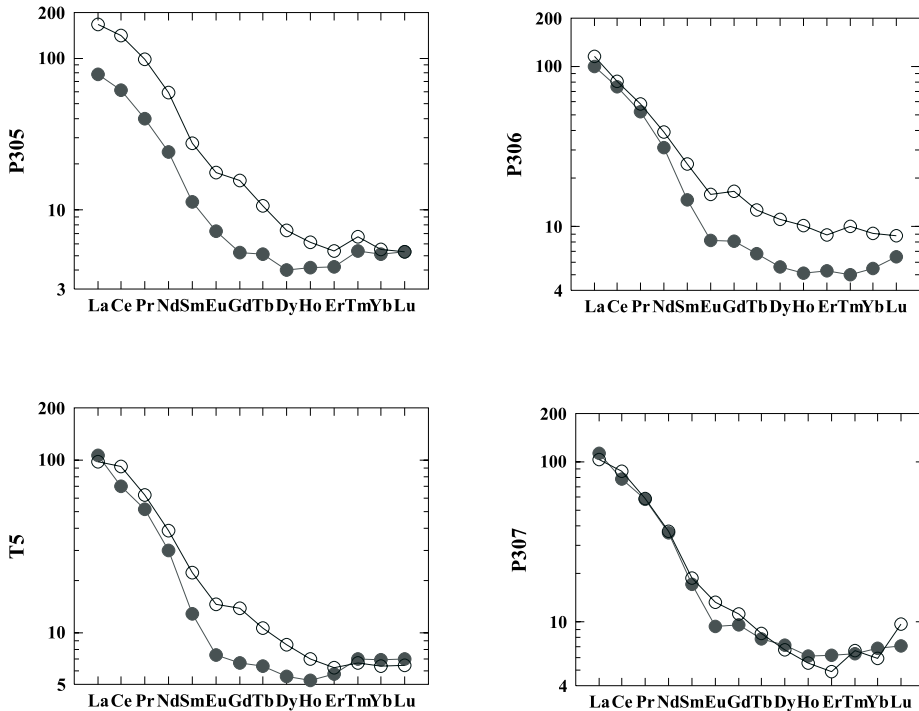 200
100
10
3
P305
La Ce Pr Nd Sm Eu Gd Tb Dy Ho Er Tm Yb Lu
200
100
10
4
P306
La Ce Pr Nd Sm Eu Gd Tb Dy Ho Er Tm Yb Lu
200
100
10
5
T5
La Ce Pr Nd Sm Eu Gd Tb Dy Ho Er Tm Yb Lu
200
100
10
4
P307
La Ce Pr Nd Sm Eu Gd Tb Dy Ho Er Tm Yb Lu